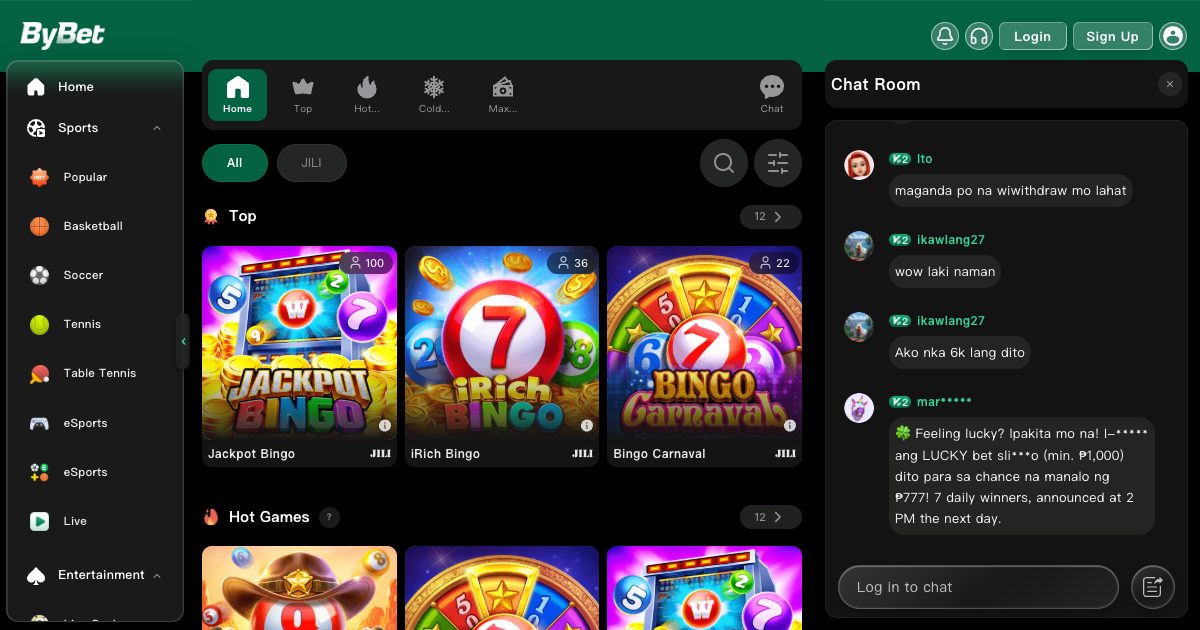 ByBet
Login
Sign Up
Home
Sports
Popular
Basketball
Soccer
Tennis
Table Tennis
eSports
eSports
Live
Entertainment
Home
Top
Hot...
Cold...
Max...
Chat
All
JILI
Top
12
100
JACKPOT
BINGO
Jackpot Bingo
JILI
36
iRich
BINGO
iRich Bingo
JILI
22
BINGO
Carnaval
Bingo Carnaval
JILI
Hot Games ?
12
Chat Room
V2 Ito
maganda po na wiwithdraw mo lahat
V2 ikawlang27
wow laki naman
V2 ikawlang27
Ako nka 6k lang dito
V2 mar*****
🍀 Feeling lucky? Ipakita mo na! I-*****
ang LUCKY bet sli***o (min. ₱1,000)
dito para sa chance na manalo ng
₱777! 7 daily winners, announced at 2
PM the next day.
Log in to chat